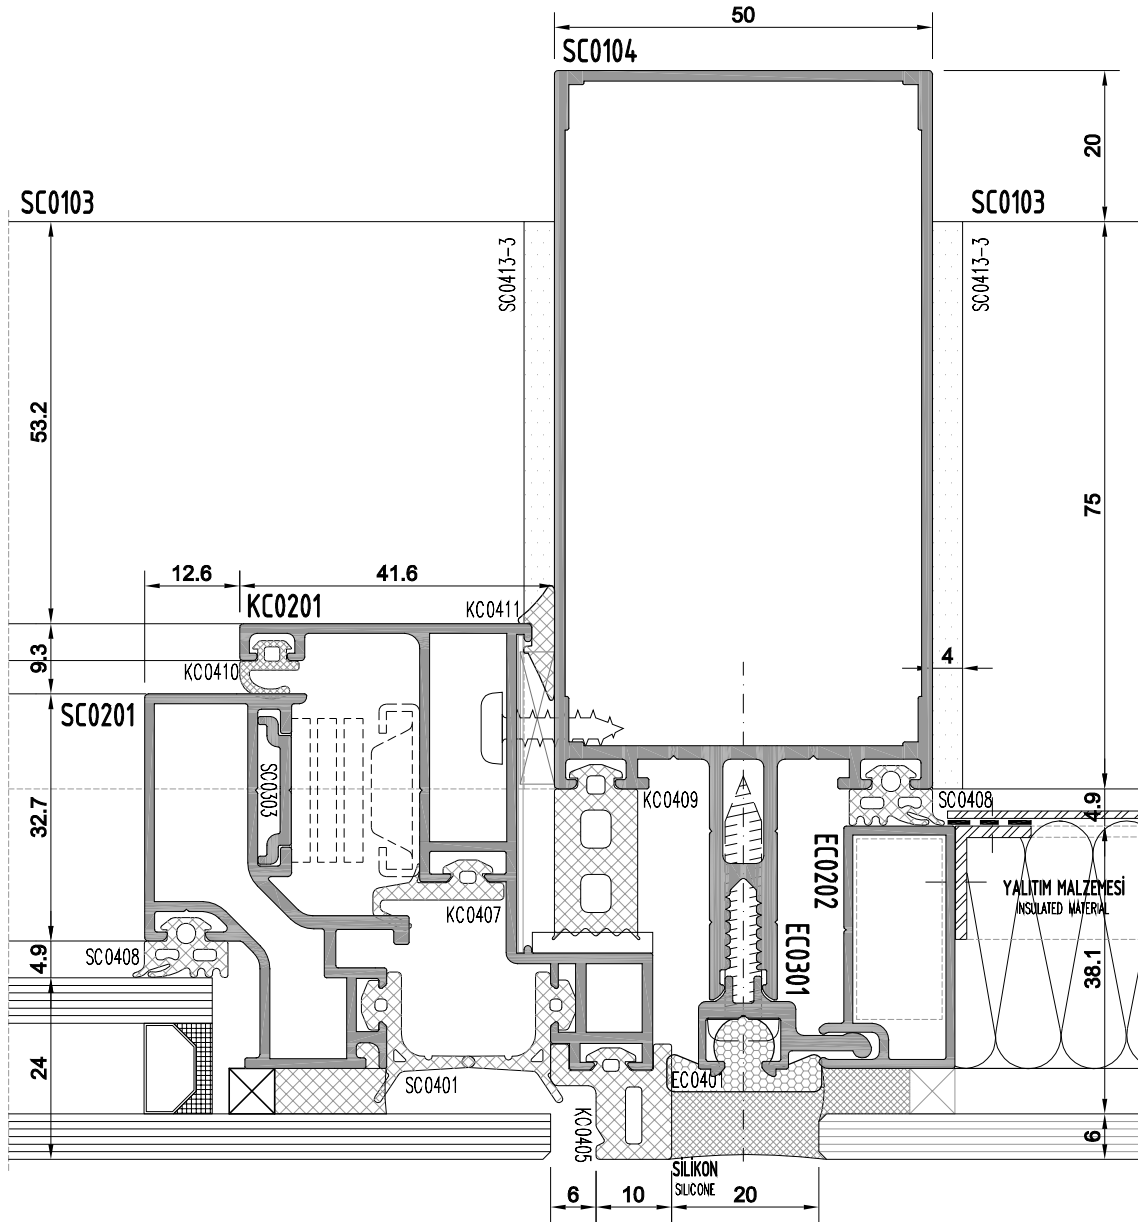 50
SC0104
20
SC0103
SC0103
SC0413-3
SC0413-3
53.2
75
12.6
41.6
KC0201
KC0411
9.3
KC0410
4
SC0201
SC0303
KC0409
SC0408
4.9
32.7
EC0202
YALITIM MALZEMESİ
INSULATED MATERIAL
KC0407
EC0301
SC0408
4.9
38.1
24
SC0401
EC0401
KC0405
6
SİLİKON
SILICONE
6
10
20